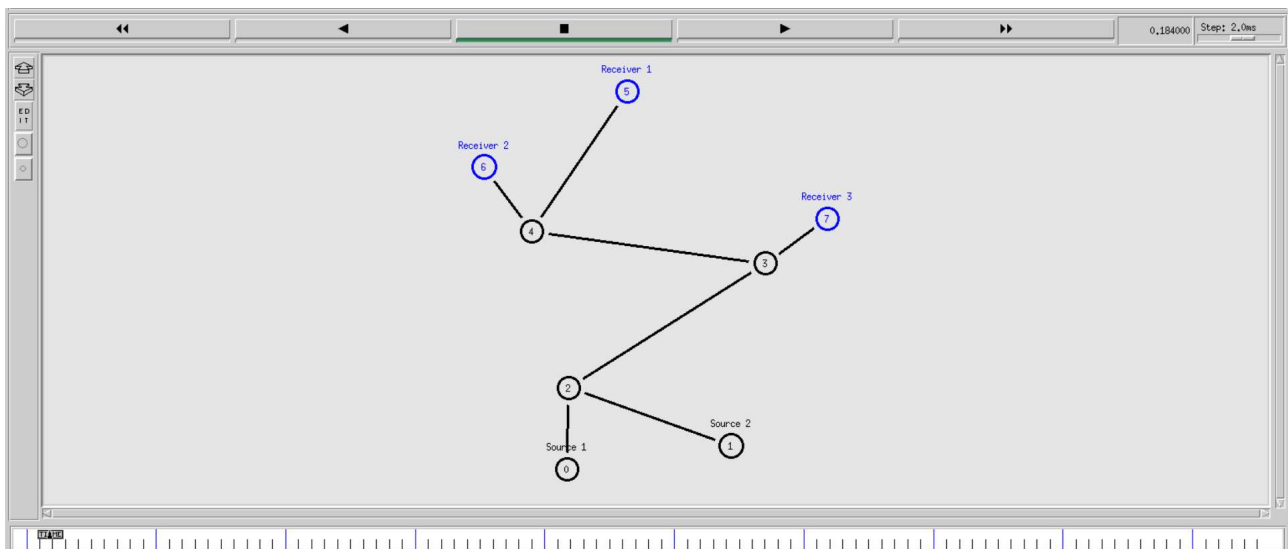 0.184000 Step: 2.0ms
ED
IT
Receiver 1
5
Receiver 2
6
Receiver 3
7
4
3
2
Source 2
1
Source 1
0
TIME